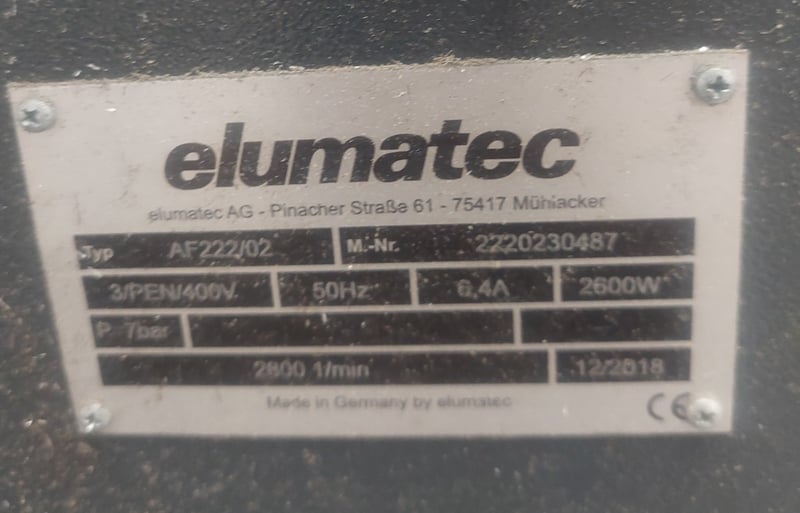 elumatec
elumatec AG - Pinacher Straße 61 - 75417 Mühlacker
Typ AF222/02 M.-Nr. 2220230487
3/PEN/400V 50Hz 6,4A 2600W
P 7bar
2800 1/min 12/2018
Made in Germany by elumatec CE